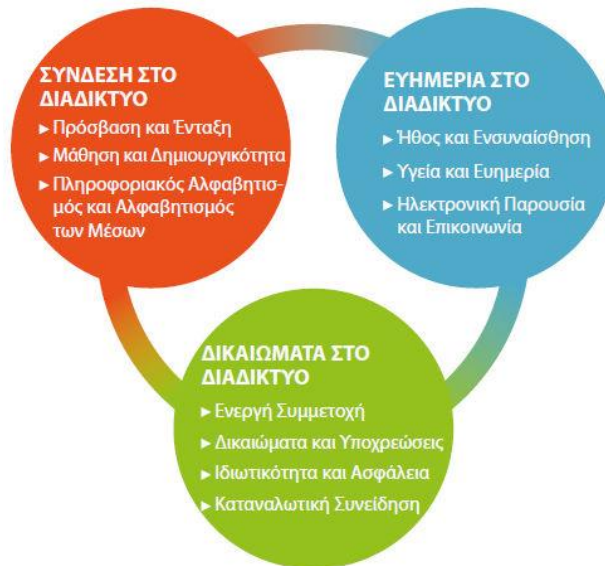 ΣΥΝΔΕΣΗ ΣΤΟ
ΔΙΑΔΙΚΤΥΟ
▸ Πρόσβαση και Ένταξη
▸ Μάθηση και Δημιουργικότητα
▸ Πληροφοριακός Αλφαβητισ-
μός και Αλφαβητισμός
των Μέσων
ΕΥΗΜΕΡΙΑ ΣΤΟ
ΔΙΑΔΙΚΤΥΟ
▸ Ήθος και Ενσυναίσθηση
▸ Υγεία και Ευημερία
▸ Ηλεκτρονική Παρουσία
και Επικοινωνία
ΔΙΚΑΙΩΜΑΤΑ ΣΤΟ
ΔΙΑΔΙΚΤΥΟ
▸ Ενεργή Συμμετοχή
▸ Δικαιώματα και Υποχρεώσεις
▸ Ιδιωτικότητα και Ασφάλεια
▸ Καταναλωτική Συνείδηση